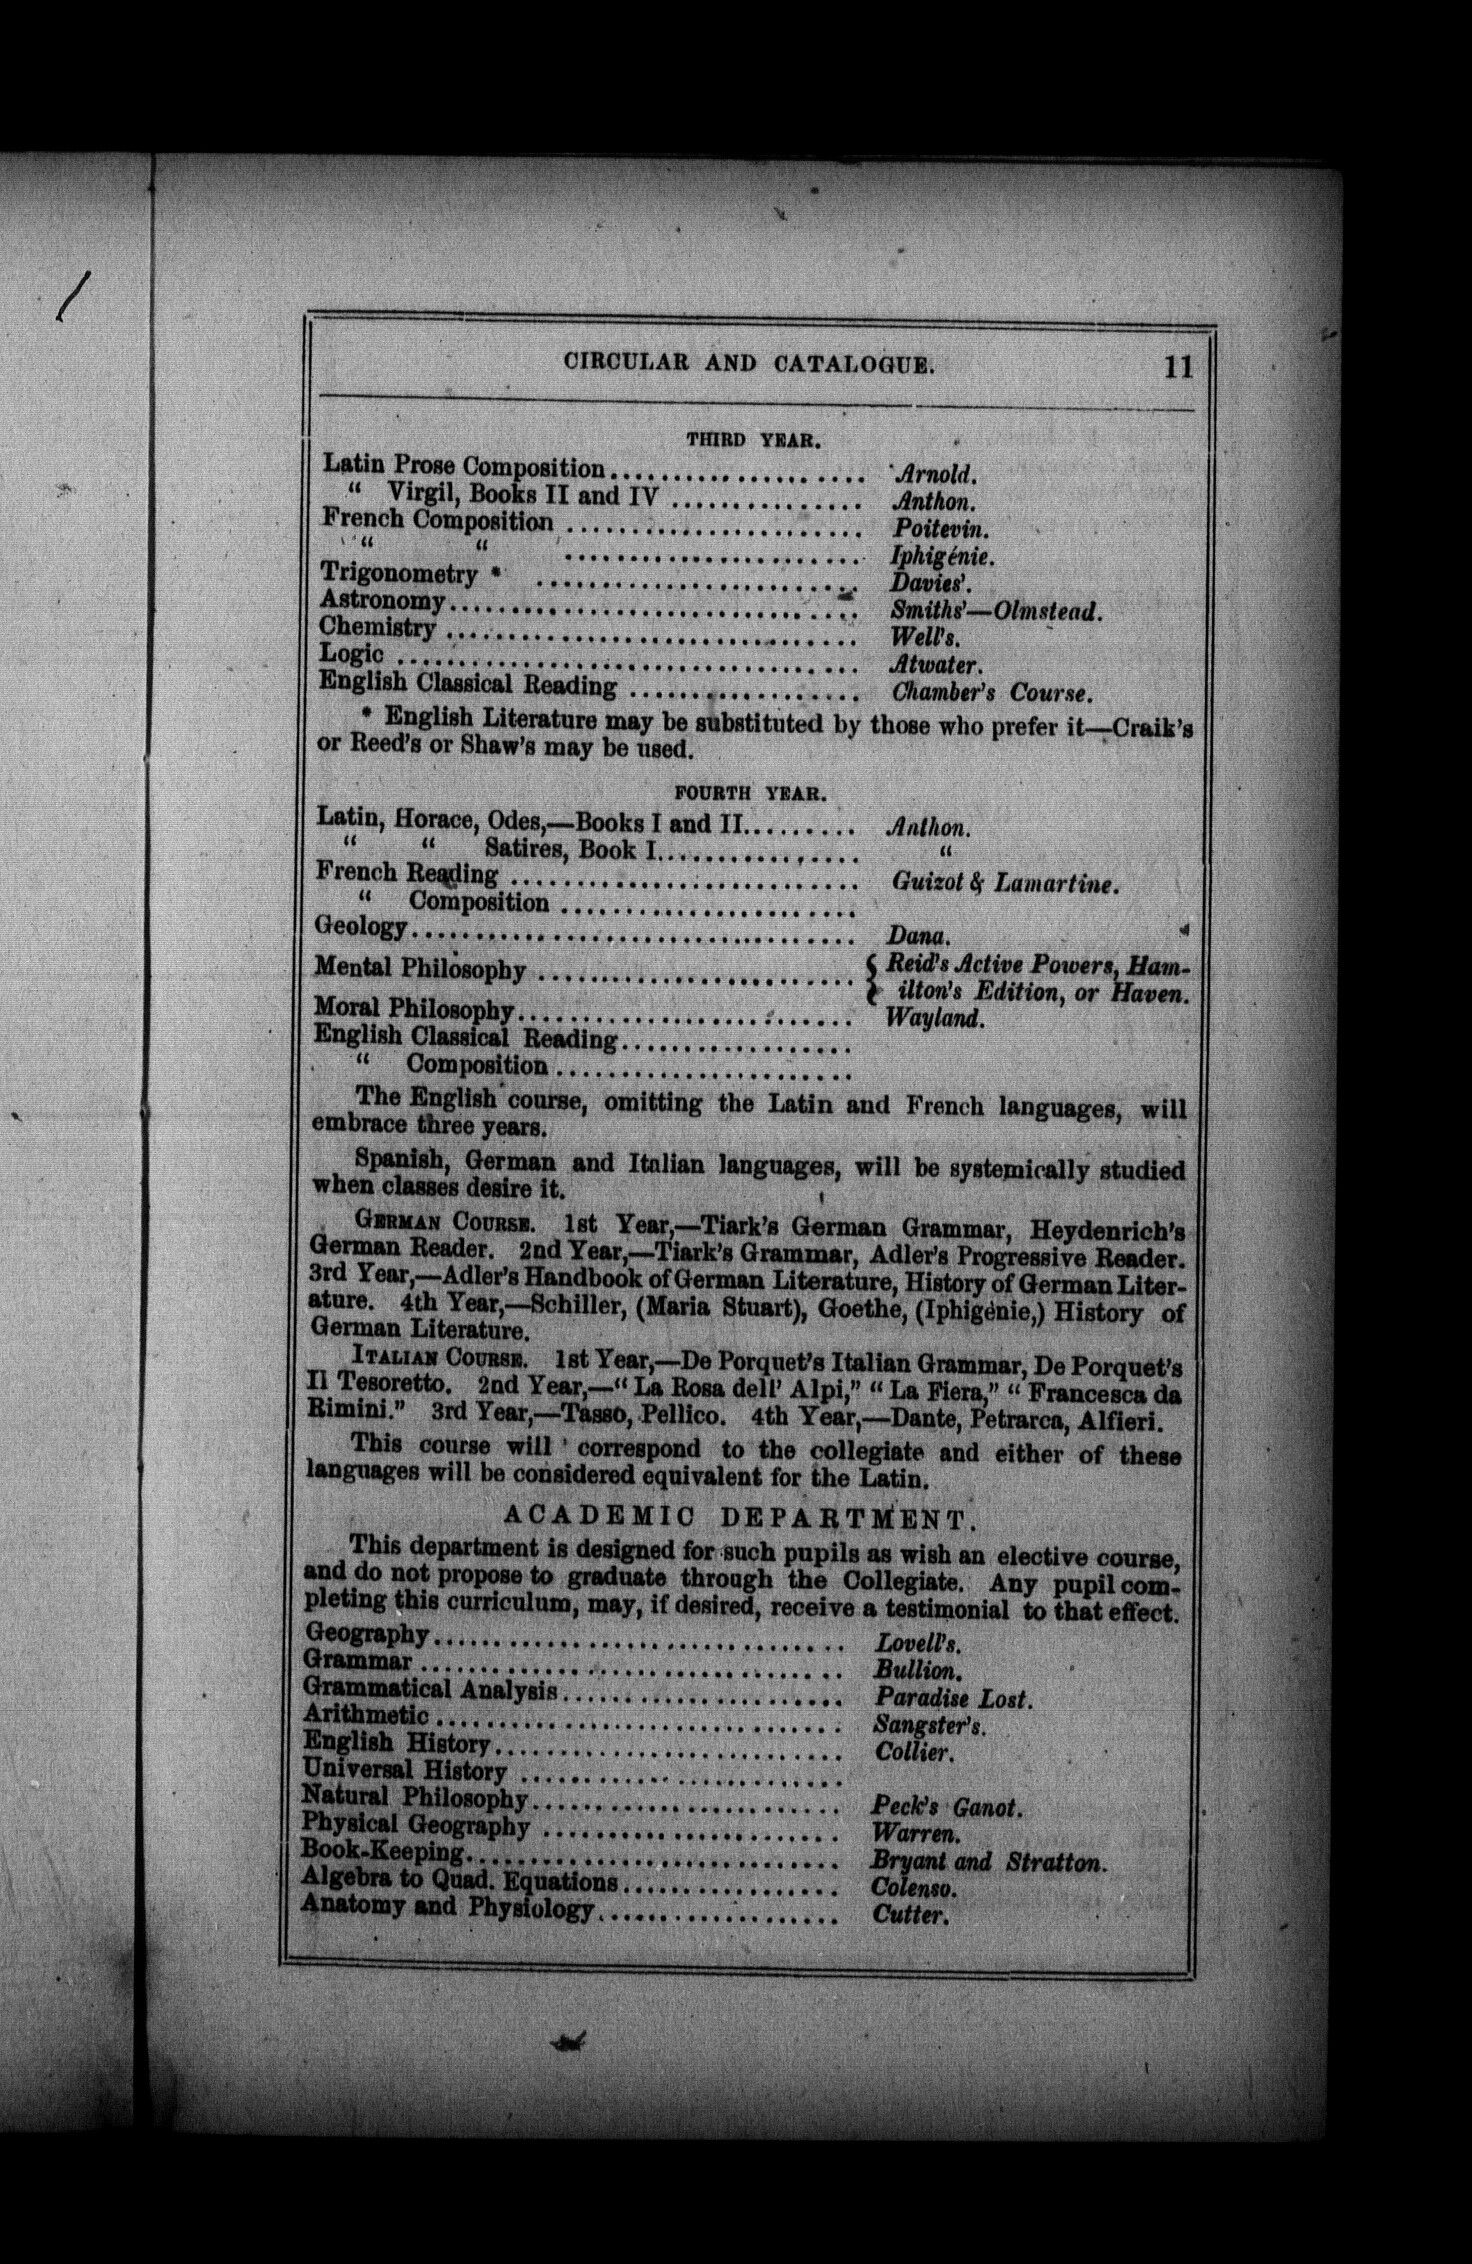 CIRCULAR AND CATALOGUE. 11
THIRD YEAR.
Latin Prose Composition.................... Arnold.
“ Virgil, Books II and IV ............... Anthon.
French Composition ....................... Poitevin.
“ “ ....................... Iphigénie.
Trigonometry * ......................... Davies'.
Astronomy................................ Smiths'—Olmstead.
Chemistry ................................ Well's.
Logic .................................... Atwater.
English Classical Reading .................. Chamber's Course.
* English Literature may be substituted by those who prefer it—Craik's
or Reed's or Shaw's may be used.
FOURTH YEAR.
Latin, Horace, Odes,—Books I and II......... Anthon.
“ “ Satires, Book I................ “
French Reading ........................... Guizot & Lamartine.
“ Composition .......................
Geology.................................. Dana.
Mental Philosophy ......................... { Reid's Active Powers, Ham-
ilton's Edition, or Haven.
Moral Philosophy.......................... Wayland.
English Classical Reading..................
“ Composition .......................
The English course, omitting the Latin and French languages, will
embrace three years.
Spanish, German and Italian languages, will be systemically studied
when classes desire it.
GERMAN COURSE. 1st Year,—Tiark's German Grammar, Heydenrich's
German Reader. 2nd Year,—Tiark's Grammar, Adler's Progressive Reader.
3rd Year,—Adler's Handbook of German Literature, History of German Liter-
ature. 4th Year,—Schiller, (Maria Stuart), Goethe, (Iphigénie,) History of
German Literature.
ITALIAN COURSE. 1st Year,—De Porquet's Italian Grammar, De Porquet's
Il Tesoretto. 2nd Year,—“ La Rosa dell' Alpi,” “ La Fiera,” “ Francesca da
Rimini.” 3rd Year,—Tasso, Pellico. 4th Year,—Dante, Petrarca, Alfieri.
This course will correspond to the collegiate and either of these
languages will be considered equivalent for the Latin.
ACADEMIC DEPARTMENT.
This department is designed for such pupils as wish an elective course,
and do not propose to graduate through the Collegiate. Any pupil com-
pleting this curriculum, may, if desired, receive a testimonial to that effect.
Geography................................ Lovell's.
Grammar ................................. Bullion.
Grammatical Analysis...................... Paradise Lost.
Arithmetic ................................ Sangster's.
English History........................... Collier.
Universal History .........................
Natural Philosophy........................ Peck's Ganot.
Physical Geography ....................... Warren.
Book-Keeping............................. Bryant and Stratton.
Algebra to Quad. Equations................. Colenso.
Anatomy and Physiology................... Cutter.